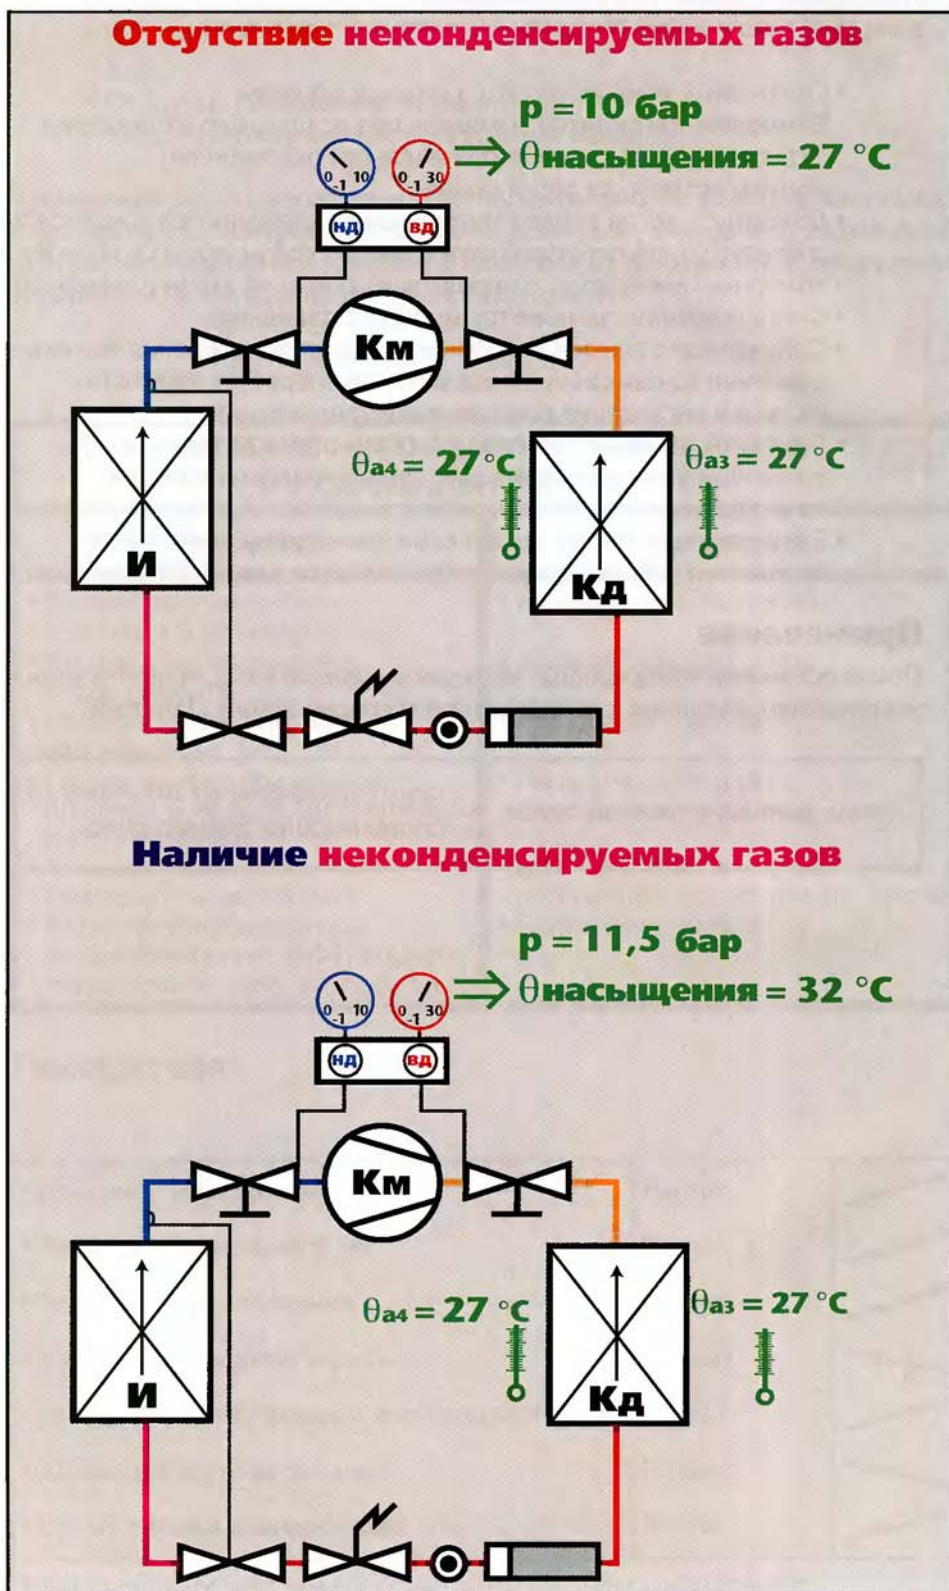 Отсутствие неконденсируемых газов
p = 10 бар
θнасыщения = 27 °C
0 -1 10
0 -1 30
НД
ВД
Км
θa4 = 27 °C
θa3 = 27 °C
И
Кд
Наличие неконденсируемых газов
p = 11,5 бар
θнасыщения = 32 °C
0 -1 10
0 -1 30
НД
ВД
Км
θa4 = 27 °C
θa3 = 27 °C
И
Кд